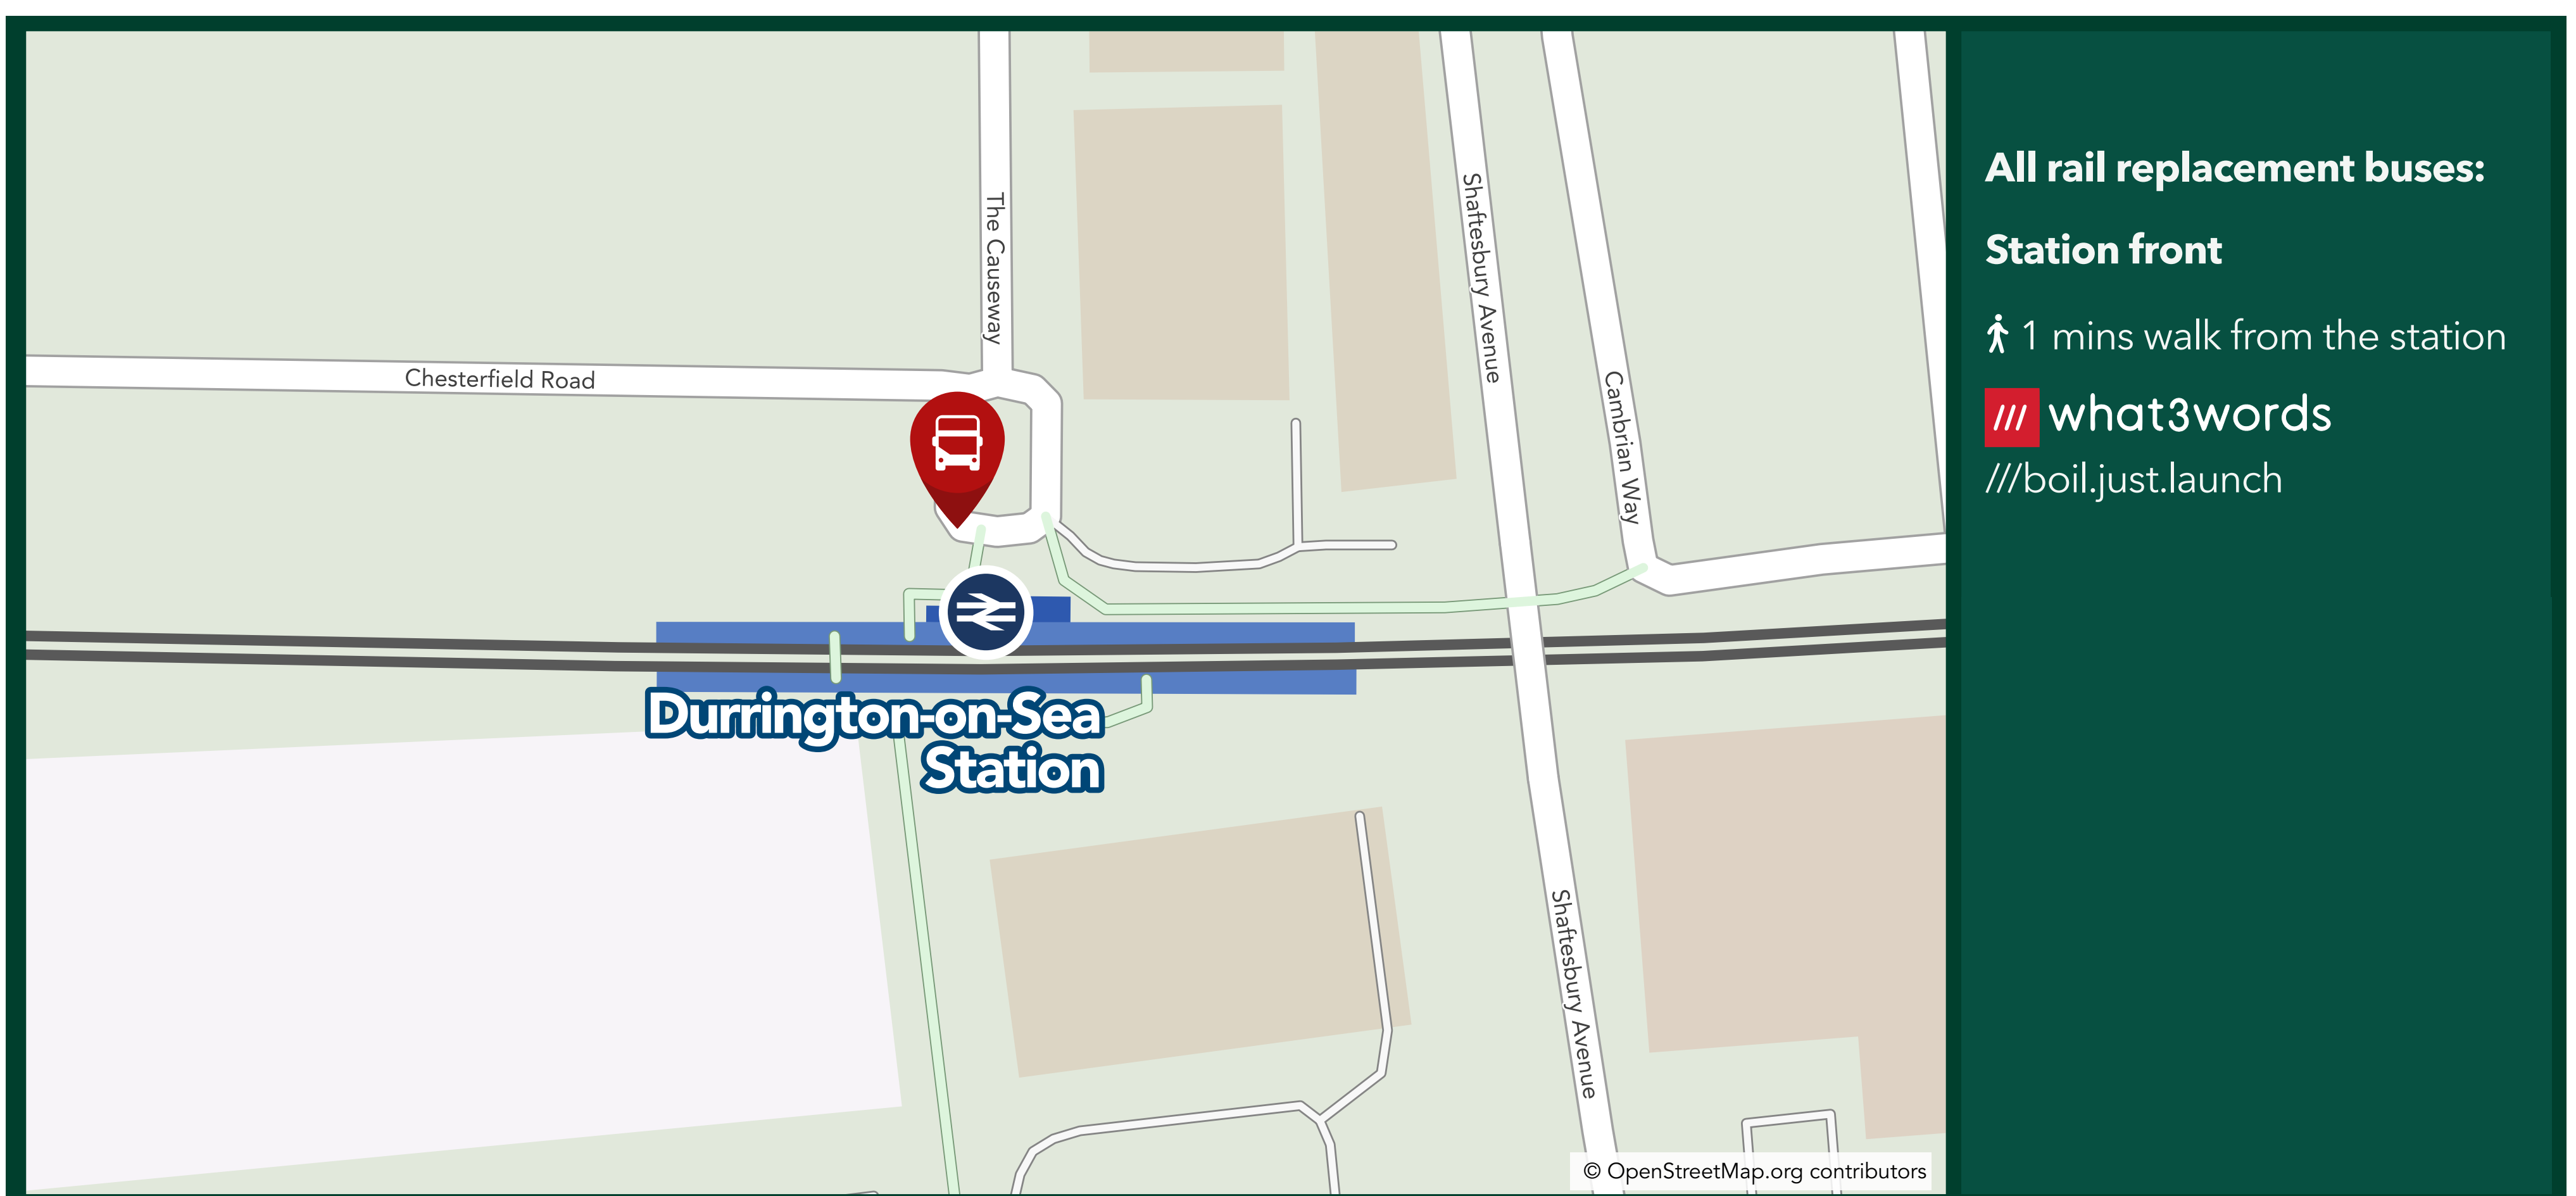 The Causeway
Shaftesbury Avenue
Cambrian Way
Chesterfield Road
Durrington-on-Sea
Station
Shaftesbury Avenue
© OpenStreetMap.org contributors
All rail replacement buses:
Station front
1 mins walk from the station
/// what3words
///boil.just.launch